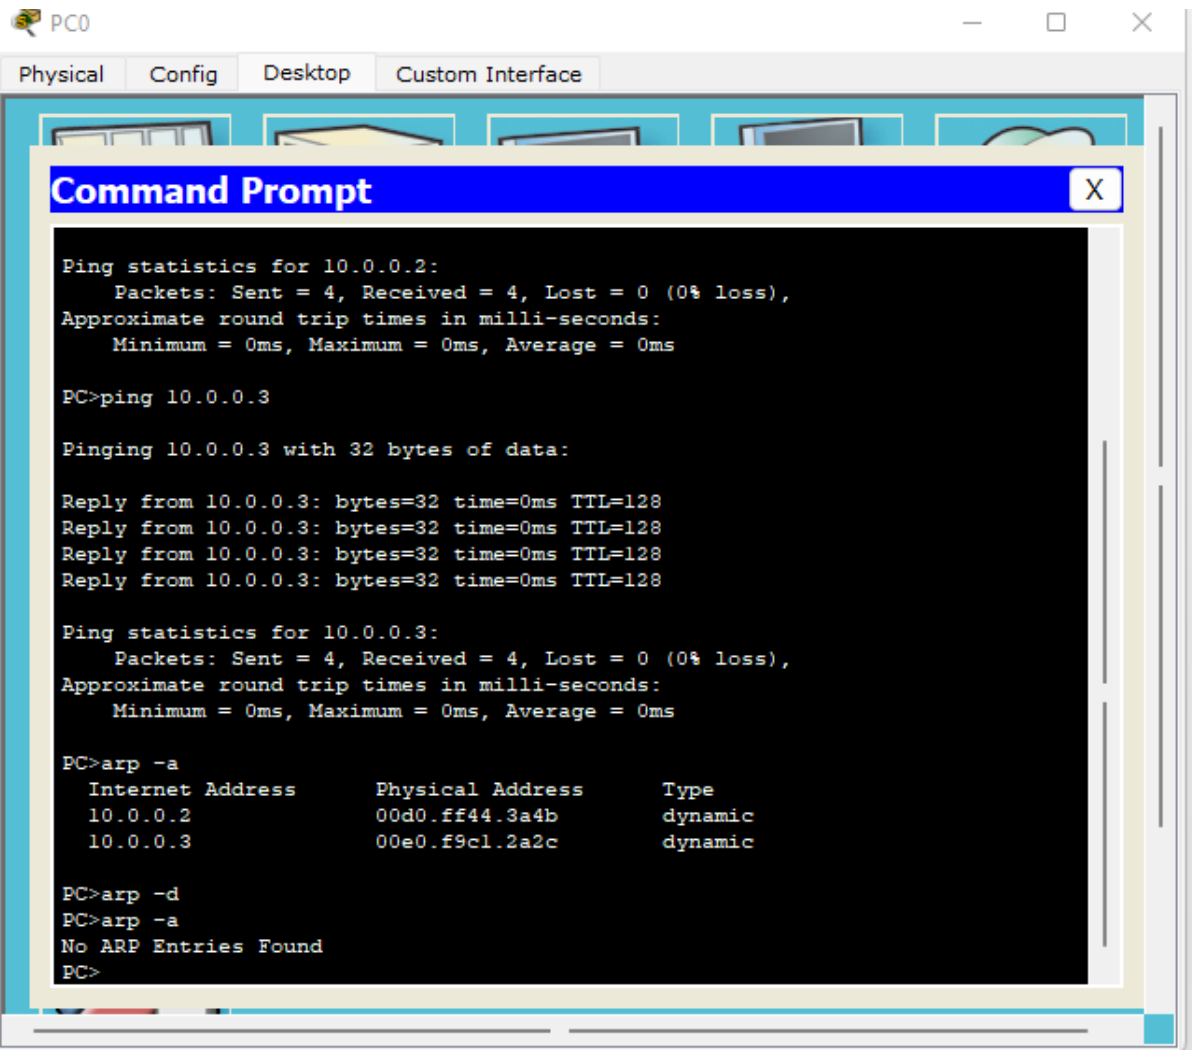 PC0
Physical Config Desktop Custom Interface
Command Prompt X
Ping statistics for 10.0.0.2:
Packets: Sent = 4, Received = 4, Lost = 0 (0% loss),
Approximate round trip times in milli-seconds:
Minimum = 0ms, Maximum = 0ms, Average = 0ms
PC>ping 10.0.0.3
Pinging 10.0.0.3 with 32 bytes of data:
Reply from 10.0.0.3: bytes=32 time=0ms TTL=128
Reply from 10.0.0.3: bytes=32 time=0ms TTL=128
Reply from 10.0.0.3: bytes=32 time=0ms TTL=128
Reply from 10.0.0.3: bytes=32 time=0ms TTL=128
Ping statistics for 10.0.0.3:
Packets: Sent = 4, Received = 4, Lost = 0 (0% loss),
Approximate round trip times in milli-seconds:
Minimum = 0ms, Maximum = 0ms, Average = 0ms
PC>arp -a
Internet Address Physical Address Type
10.0.0.2 00d0.ff44.3a4b dynamic
10.0.0.3 00e0.f9c1.2a2c dynamic
PC>arp -d
PC>arp -a
No ARP Entries Found
PC>